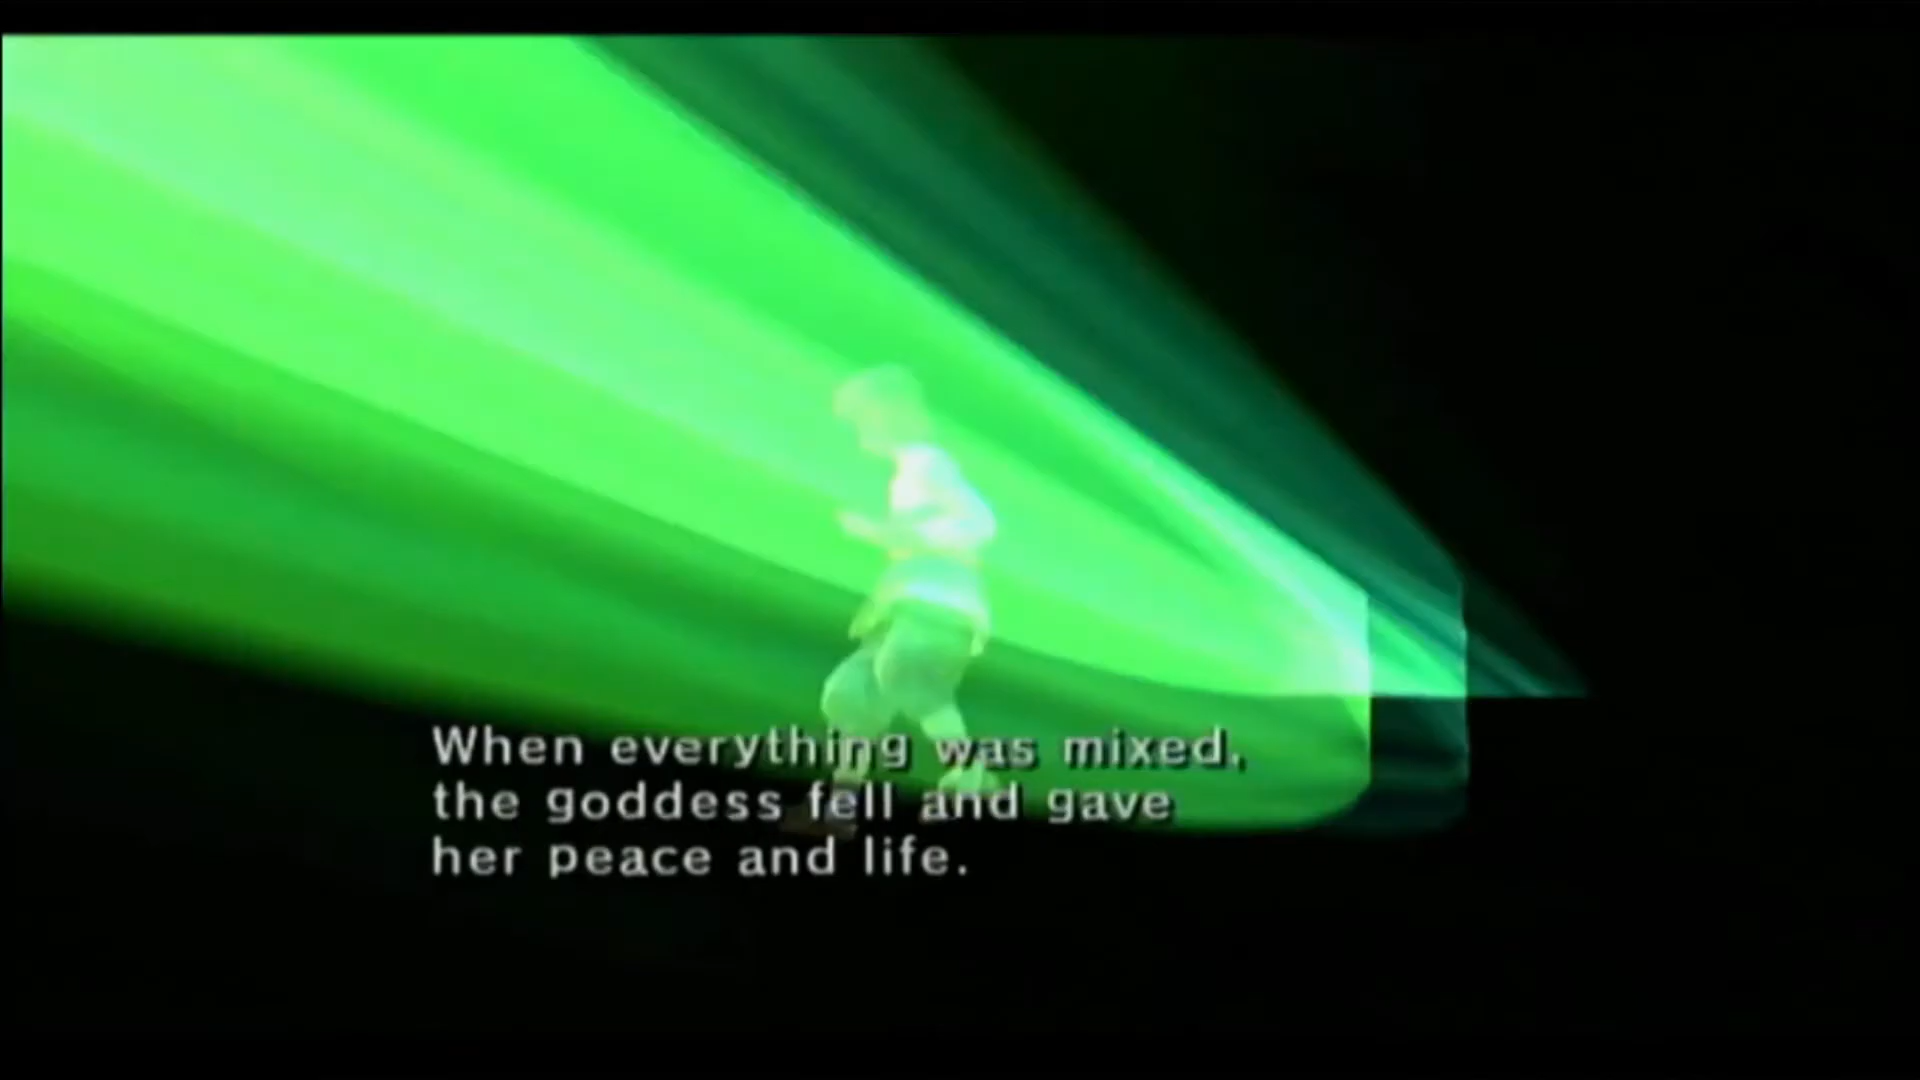 When everything was mixed,
the goddess fell and gave
her peace and life.